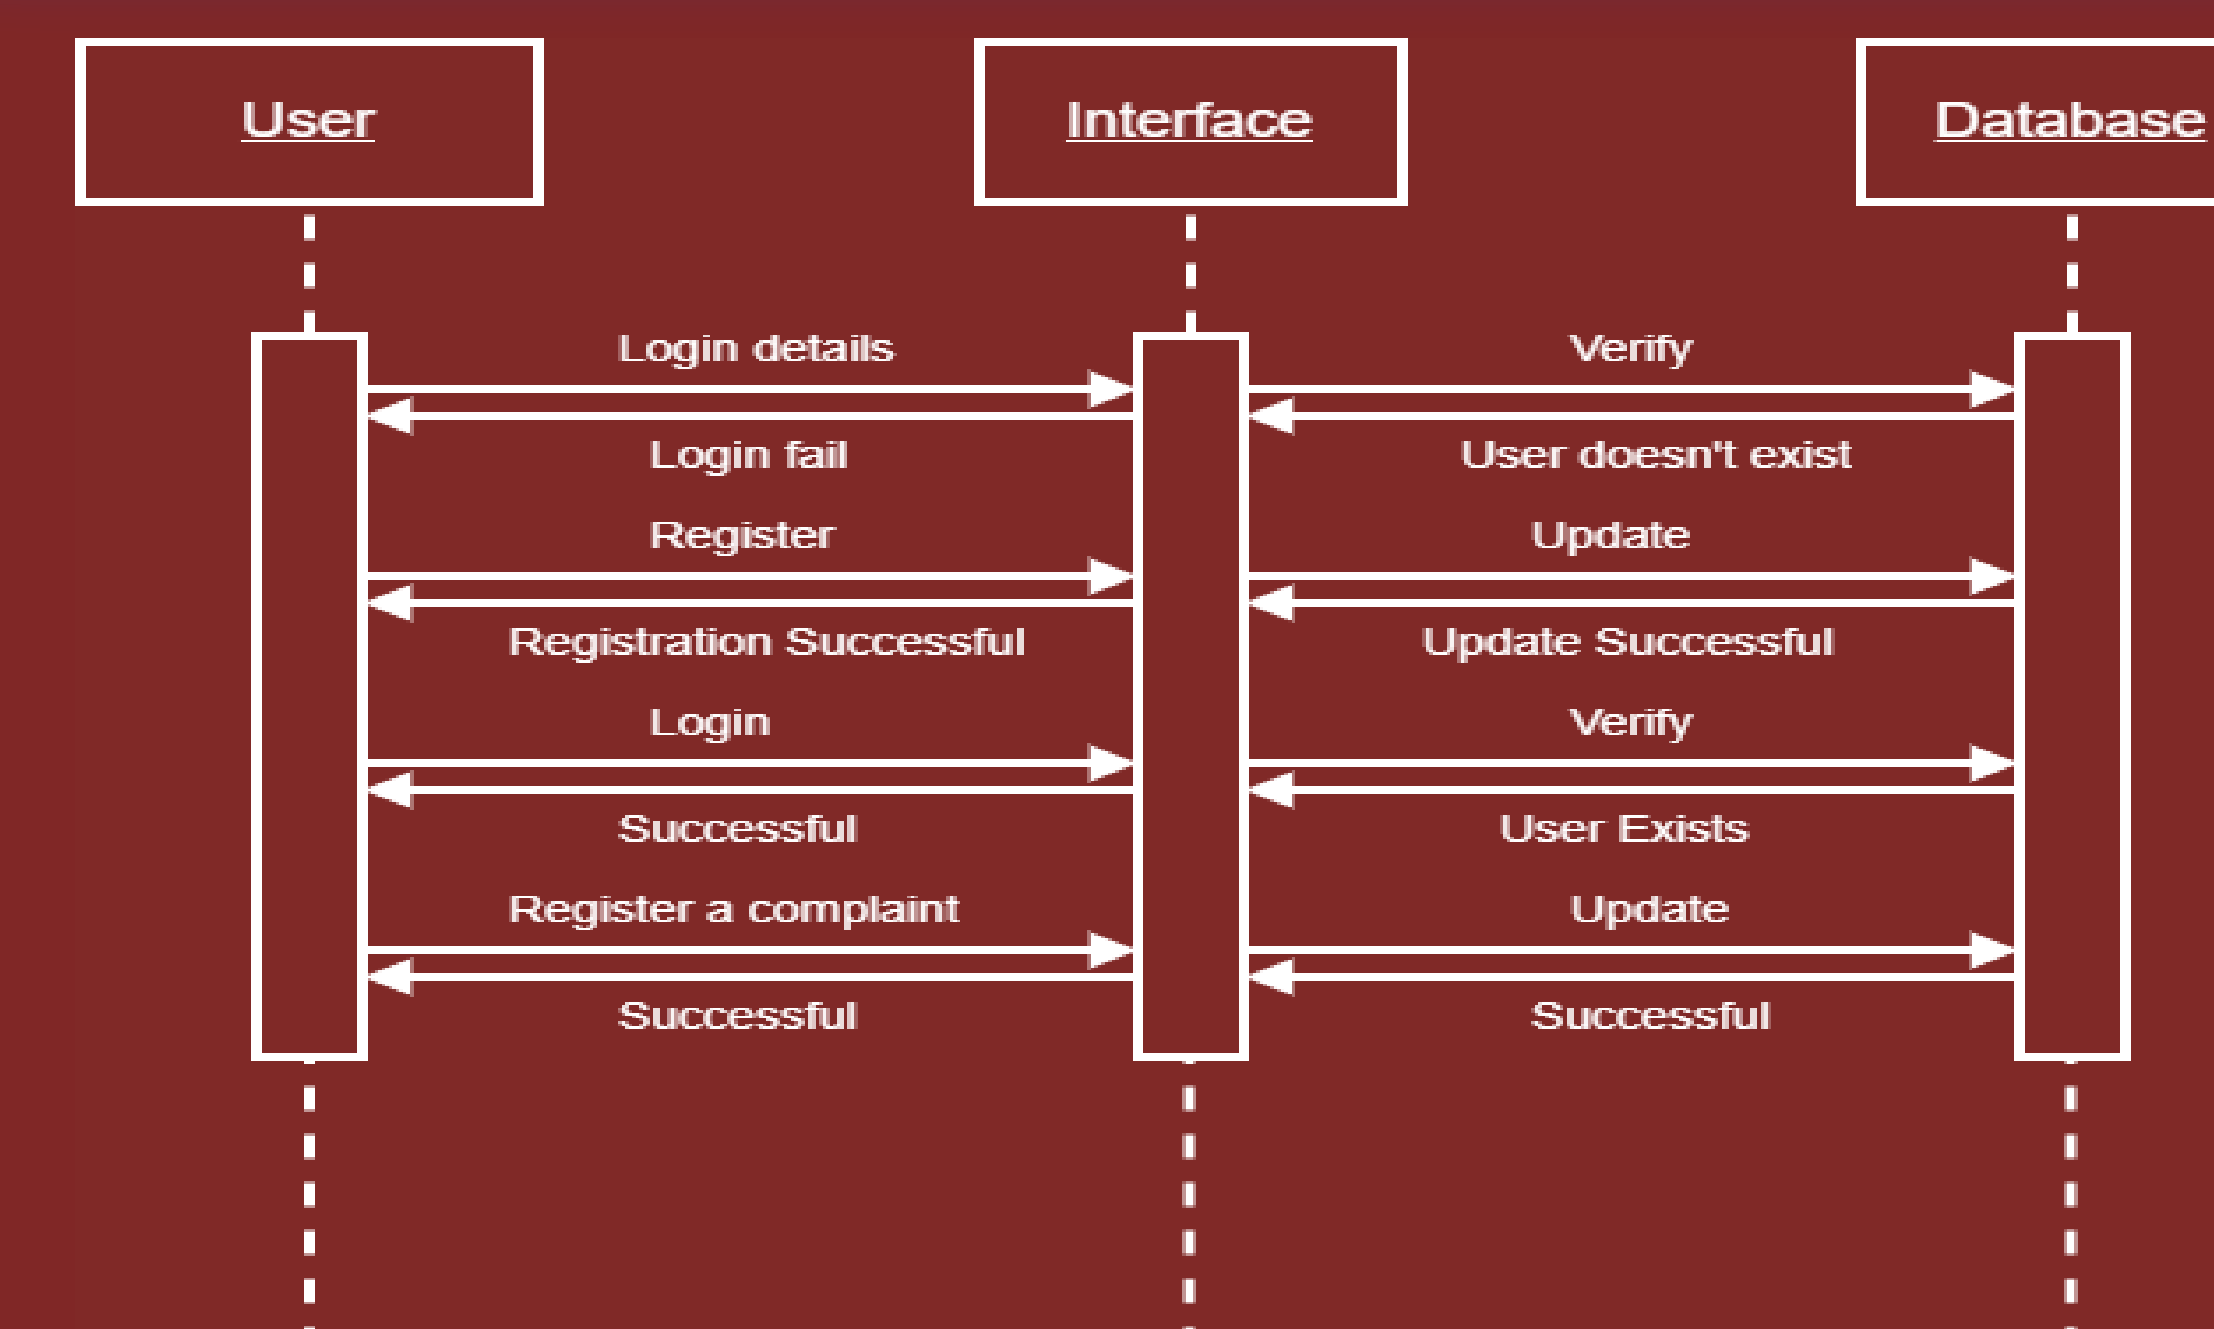 User
Interface
Database
Login details
Verify
Login fail
User doesn't exist
Register
Update
Registration Successful
Update Successful
Login
Verify
Successful
User Exists
Register a complaint
Update
Successful
Successful